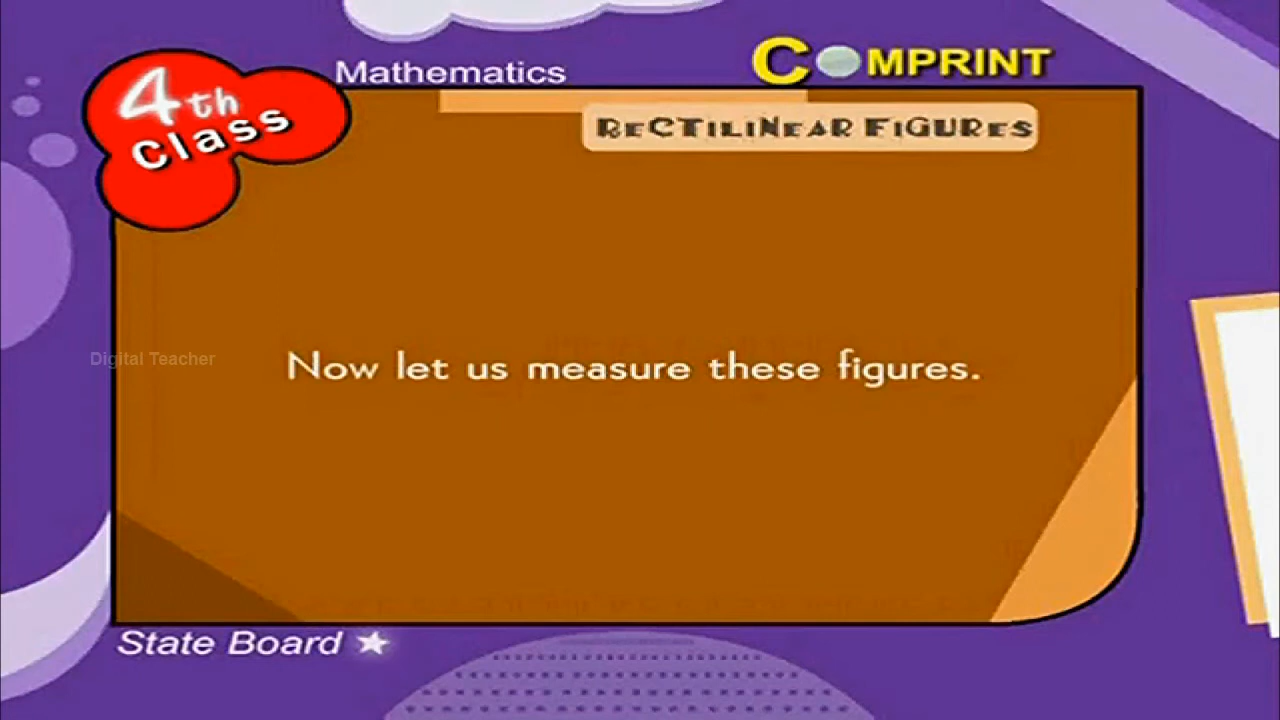 Mathematics
COMPRINT
4th
Class
RECTILINEAR FIGURES
Digital Teacher
Now let us measure these figures.
State Board